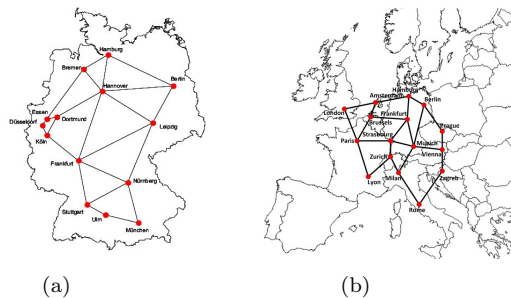 Hamburg
Bremen
Berlin
Hannover
Essen
Dortmund
Düsseldorf
Leipzig
Köln
Frankfurt
Nürnberg
Stuttgart
Ulm
München
(a)
Hamburg
Amsterdam
Berlin
London
Frankfurt
Brussels
Prague
Strasbourg
Paris
Munich
Vienna
Zurich
Lyon
Milan
Zagreb
Rome
(b)